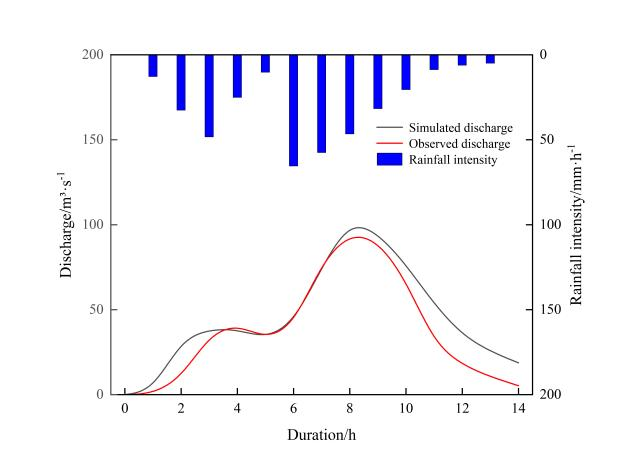 200
150
100
50
0
Discharge/m³·s⁻¹
0
50
100
150
200
Rainfall intensity/mm·h⁻¹
Simulated discharge
Observed discharge
Rainfall intensity
0 2 4 6 8 10 12 14
Duration/h